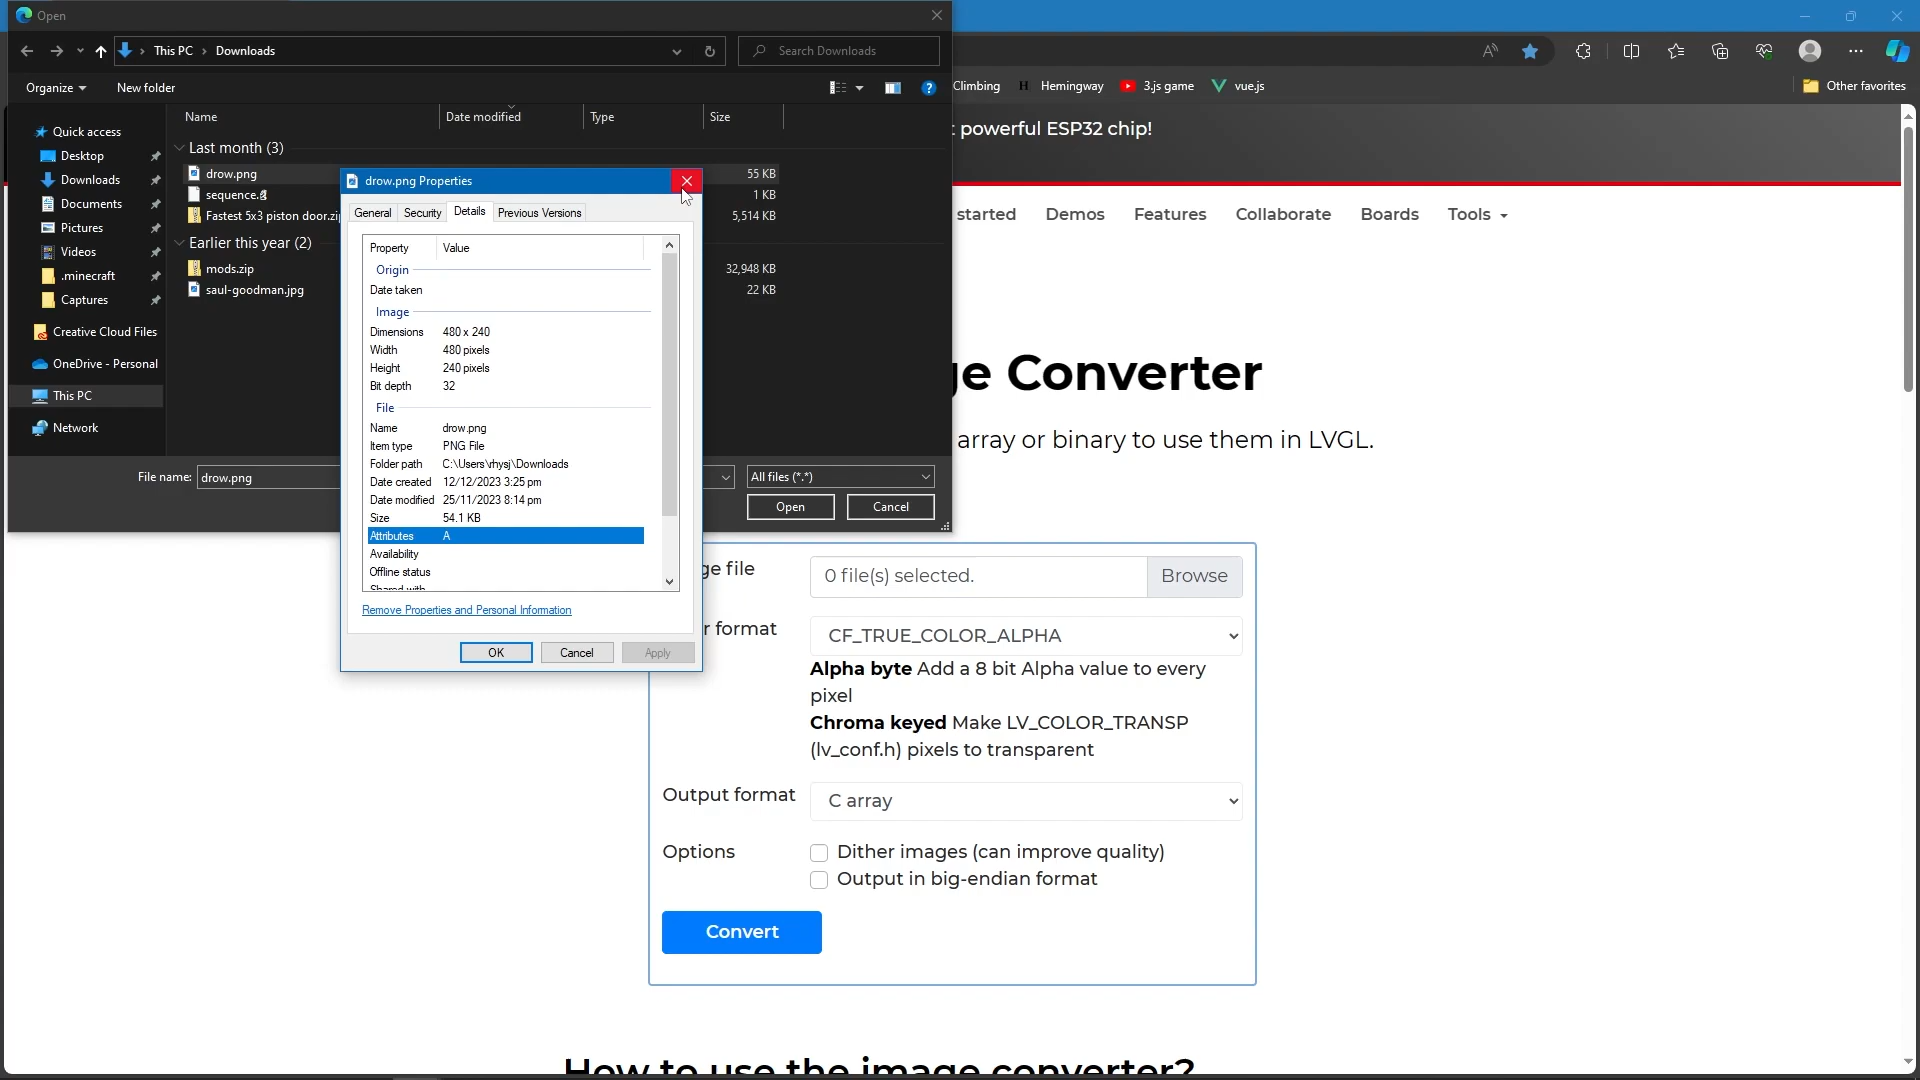 Open
This PC > Downloads
Search Downloads
Organize
New folder
Climbing
H Hemingway
3.js game
vue.js
Other favorites
Name
Date modified
Type
Size
powerful ESP32 chip!
Quick access
Desktop
Downloads
Documents
Pictures
Videos
.minecraft
Captures
Creative Cloud Files
OneDrive - Personal
This PC
Network
Last month (3)
drow.png
55 KB
1 KB
Fastest 5x3 piston door.zi
5,514 KB
Earlier this year (2)
mods.zip
32,948 KB
saul-goodman.jpg
22 KB
File name: drow.png
All files (*.*)
Open
Cancel
drow.png Properties
General
Security
Details
Previous Versions
Property
Value
Origin
Date taken
Image
Dimensions 480 x 240
Width 480 pixels
Height 240 pixels
Bit depth 32
File
Name drow.png
Item type PNG File
Folder path C:\Users\rhysj\Downloads
Date created 12/12/2023 3:25 pm
Date modified 25/11/2023 8:14 pm
Size 54.1 KB
Attributes A
Availability
Offline status
Shared with
Remove Properties and Personal Information
OK
Cancel
Apply
started
Demos
Features
Collaborate
Boards
Tools
ge Converter
array or binary to use them in LVGL.
ge file
0 file(s) selected.
Browse
r format
CF_TRUE_COLOR_ALPHA
Alpha byte Add a 8 bit Alpha value to every
pixel
Chroma keyed Make LV_COLOR_TRANSP
(lv_conf.h) pixels to transparent
Output format
C array
Options
Dither images (can improve quality)
Output in big-endian format
Convert
How to use the image converter?